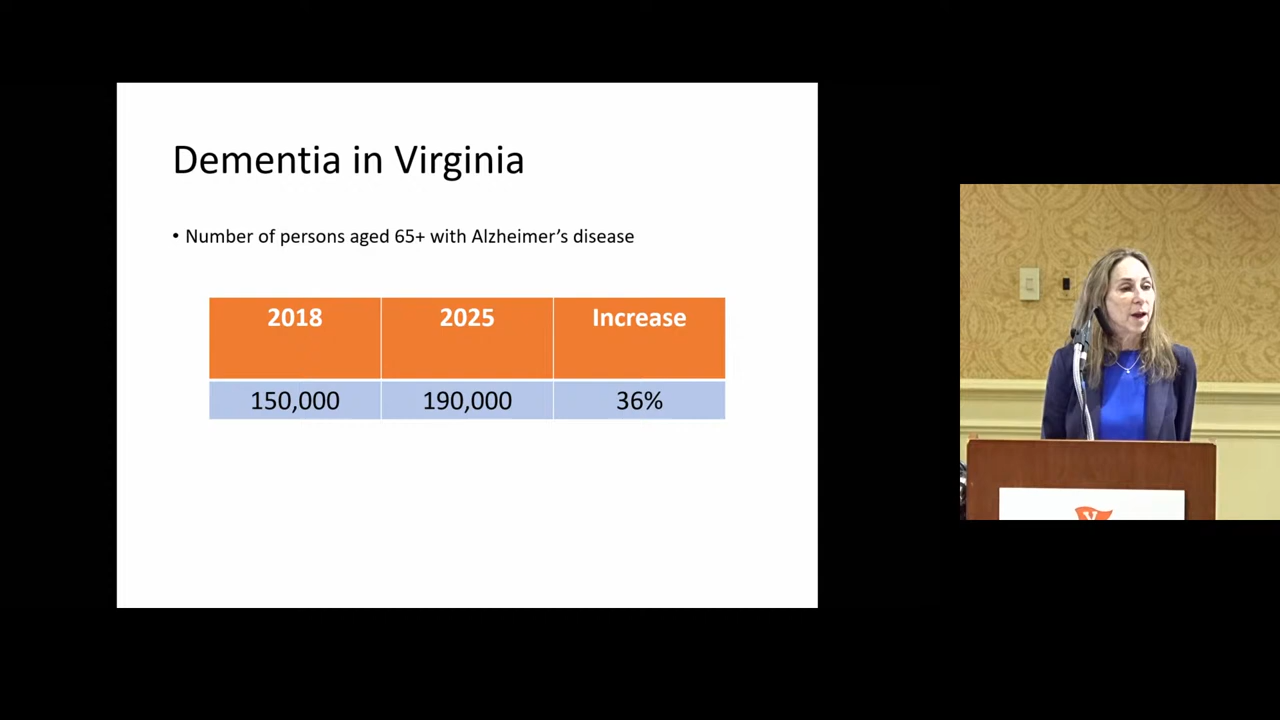 Dementia in Virginia
• Number of persons aged 65+ with Alzheimer's disease
2018 2025 Increase
150,000 190,000 36%
V